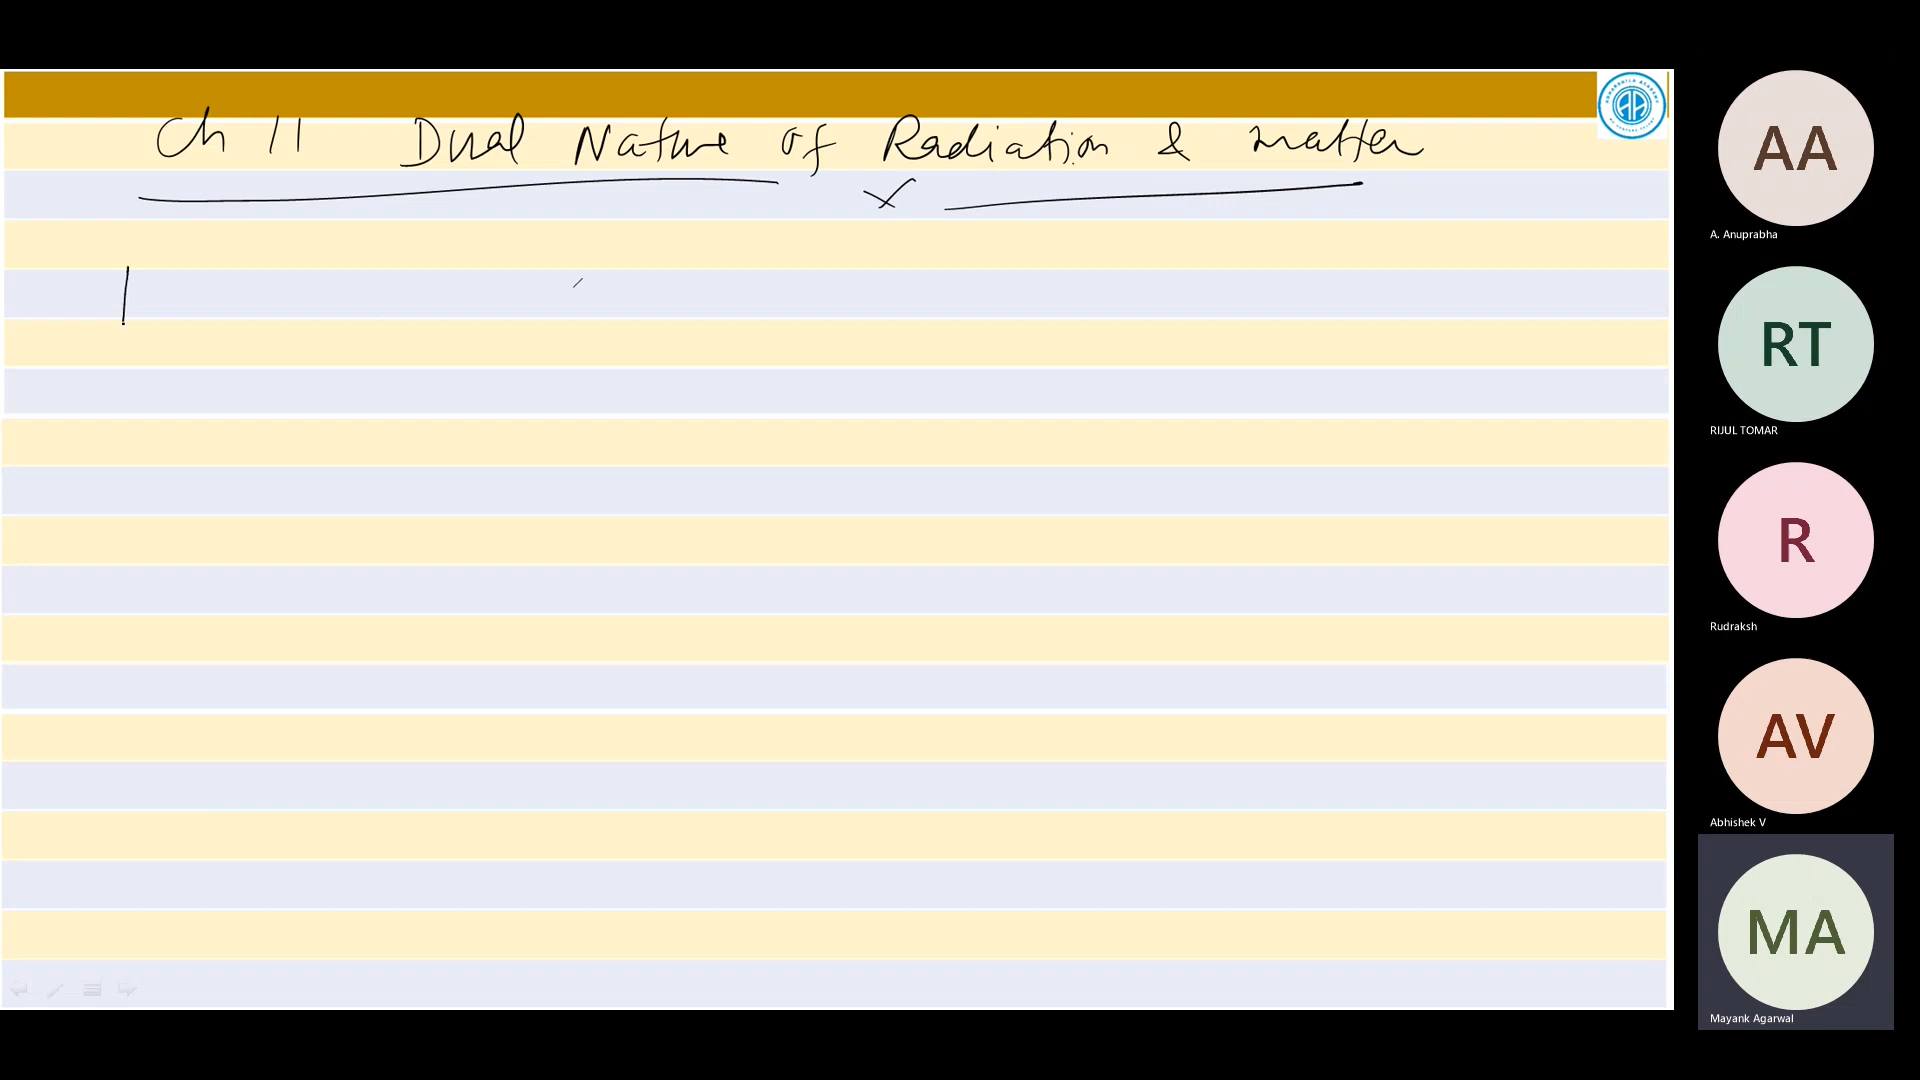 Ch 11 Dual Nature of Radiation & matter
AA
A. Anuprabha
RT
RIJUL TOMAR
R
Rudraksh
AV
Abhishek V
MA
Mayank Agarwal